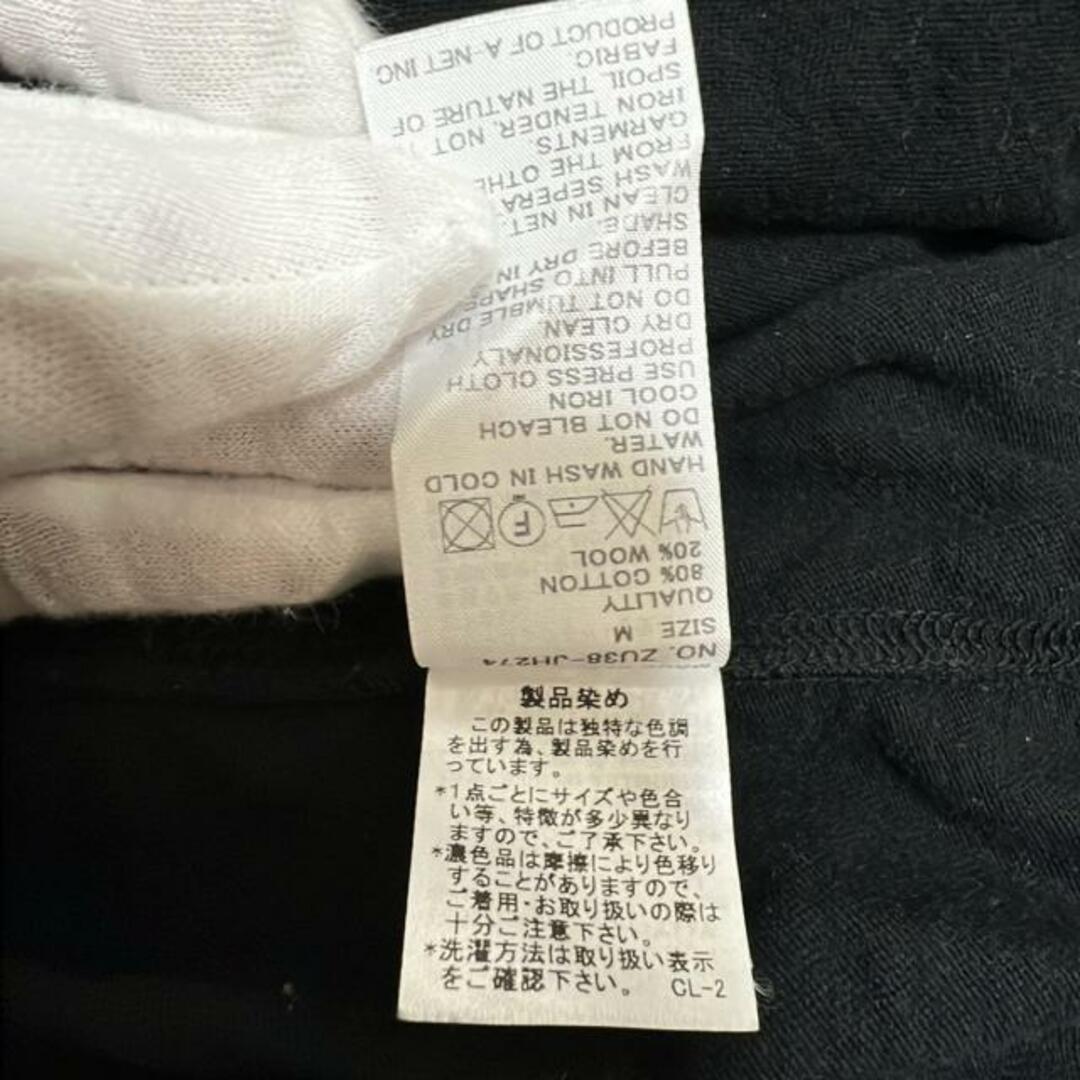 NO. ZU38-JH274
SIZE M
QUALITY
80% COTTON
20% WOOL
F
HAND WASH IN COLD
WATER.
DO NOT BLEACH
COOL IRON
USE PRESS CLOTH
PROFESSIONALY
DRY CLEAN
DO NOT TUMBLE DRY
PULL INTO SHAPE
BEFORE DRY IN
SHADE.
CLEAN IN NET.
WASH SEPERA
FROM THE OTHE
GARMENTS.
IRON TENDER, NOT T
SPOIL THE NATURE OF
FABRIC
PRODUCT OF A-NET INC
製品染め
この製品は独特な色調
を出す為、製品染めを行
っています。
*1点ごとにサイズや色合
い等、特徴が多少異なり
ますので、ご了承下さい。
*濃色品は摩擦により色移り
することがありますので、
ご着用・お取り扱いの際は
十分ご注意下さい。
*洗濯方法は取り扱い表示
をご確認下さい。 CL-2